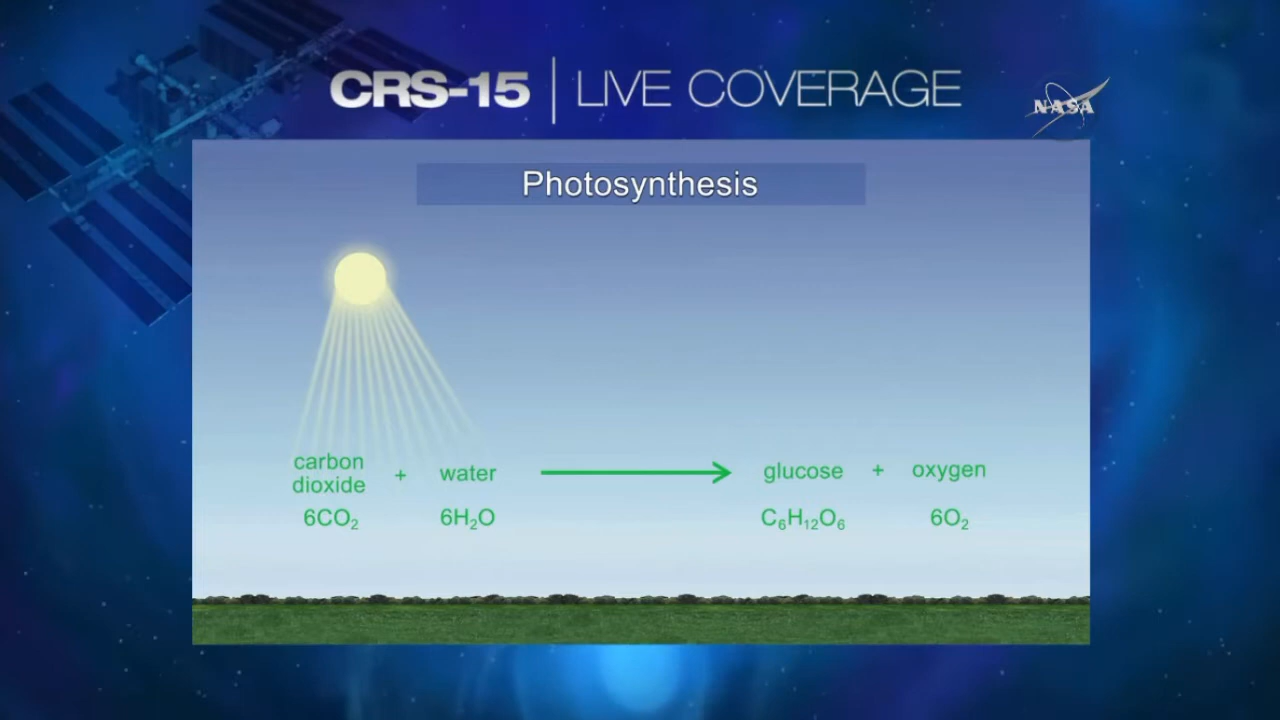 CRS-15 | LIVE COVERAGE
NASA
Photosynthesis
carbon dioxide + water → glucose + oxygen
6CO₂ 6H₂O C₆H₁₂O₆ 6O₂